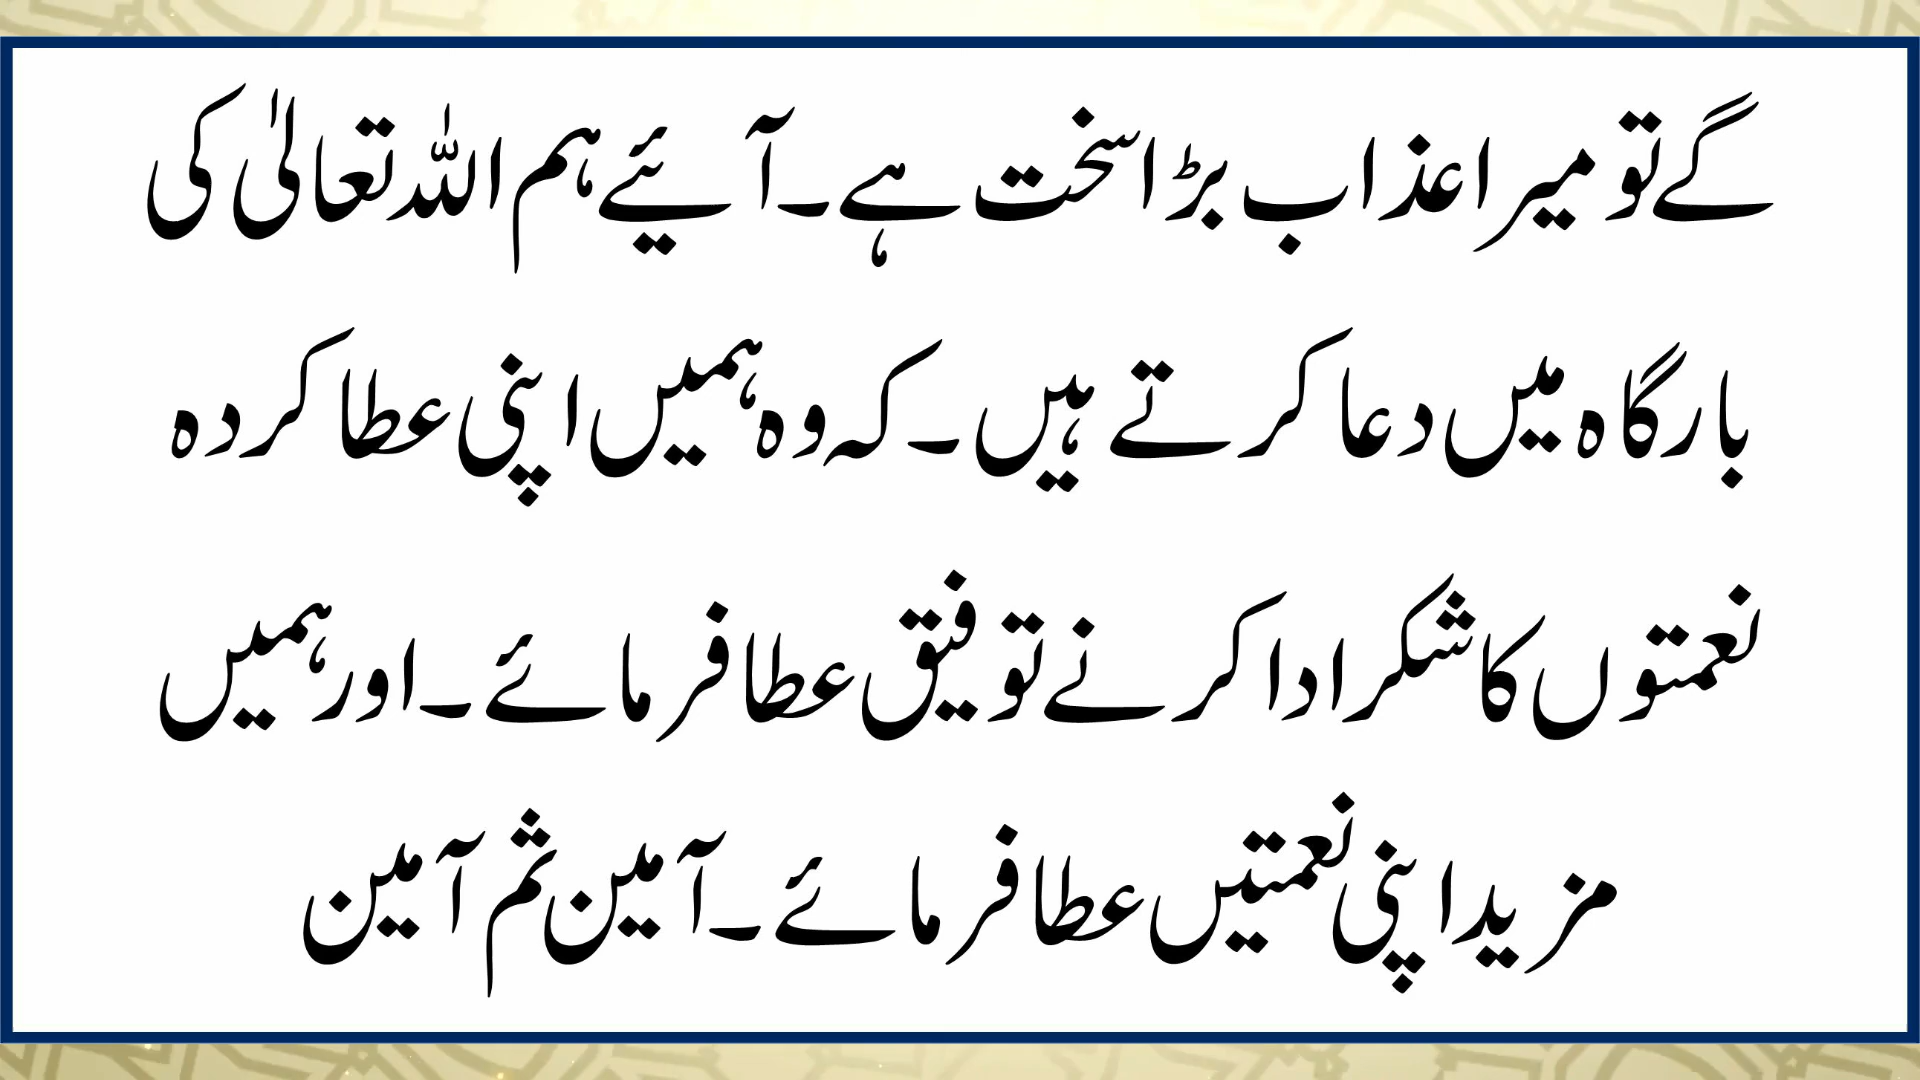 گے تو میرا عذاب بڑا سخت ہے۔ آئیے ہم اللہ تعالیٰ کی
بارگاہ میں دعا کرتے ہیں۔ کہ وہ ہمیں اپنی عطا کردہ
نعمتوں کا شکر ادا کرنے توفیق عطا فرمائے۔ اور ہمیں
مزید اپنی نعمتیں عطا فرمائے۔ آمین ثم آمین